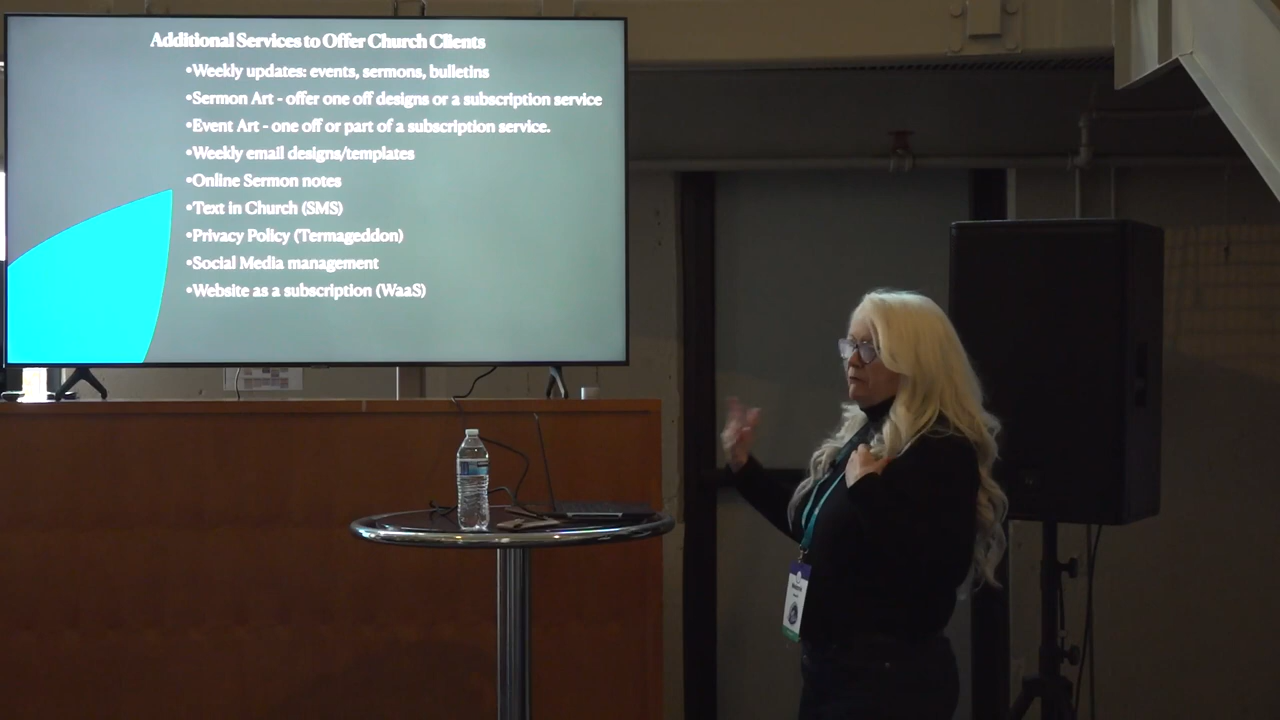 Additional Services to Offer Church Clients
•Weekly updates: events, sermons, bulletins
•Sermon Art - offer one off designs or a subscription service
•Event Art - one off or part of a subscription service.
•Weekly email designs/templates
•Online Sermon notes
•Text in Church (SMS)
•Privacy Policy (Termageddon)
•Social Media management
•Website as a subscription (WaaS)